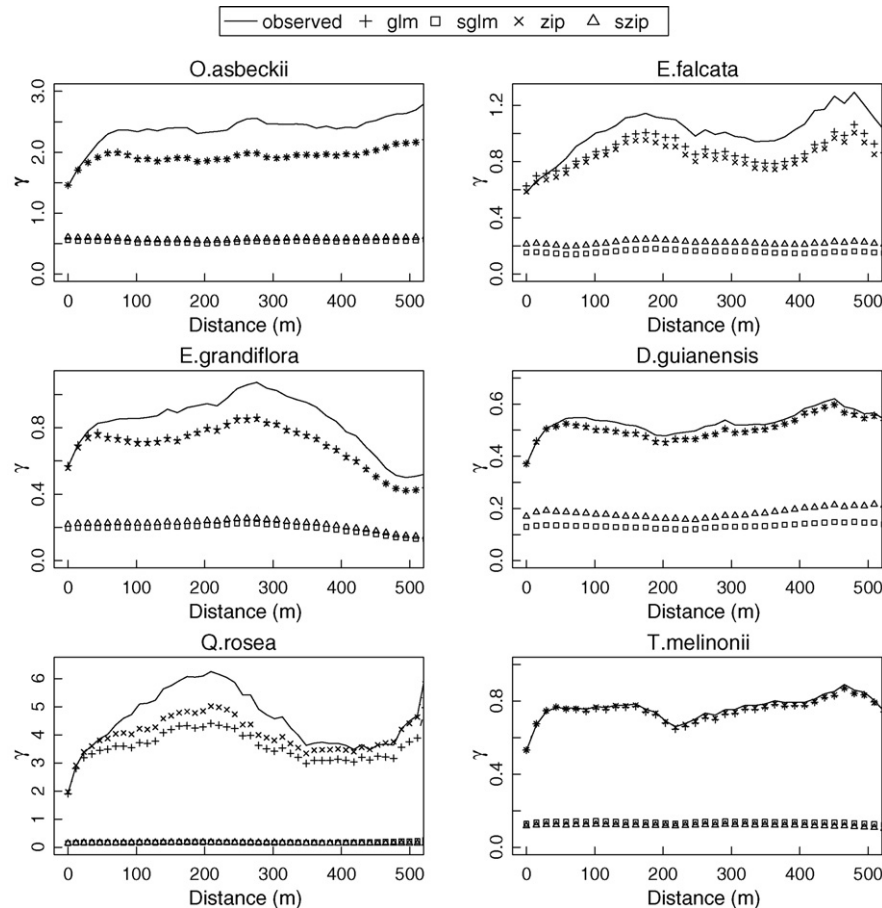 observed glm sglm zip szip
O.asbeckii
γ
0.0 1.0 2.0 3.0
0 100 200 300 400 500
Distance (m)
E.falcata
γ
0.0 0.4 0.8 1.2
0 100 200 300 400 500
Distance (m)
E.grandiflora
γ
0.0 0.4 0.8
0 100 200 300 400 500
Distance (m)
D.guianensis
γ
0.0 0.2 0.4 0.6
0 100 200 300 400 500
Distance (m)
Q.rosea
γ
0 1 2 3 4 5 6
0 100 200 300 400 500
Distance (m)
T.melinonii
γ
0.0 0.4 0.8
0 100 200 300 400 500
Distance (m)